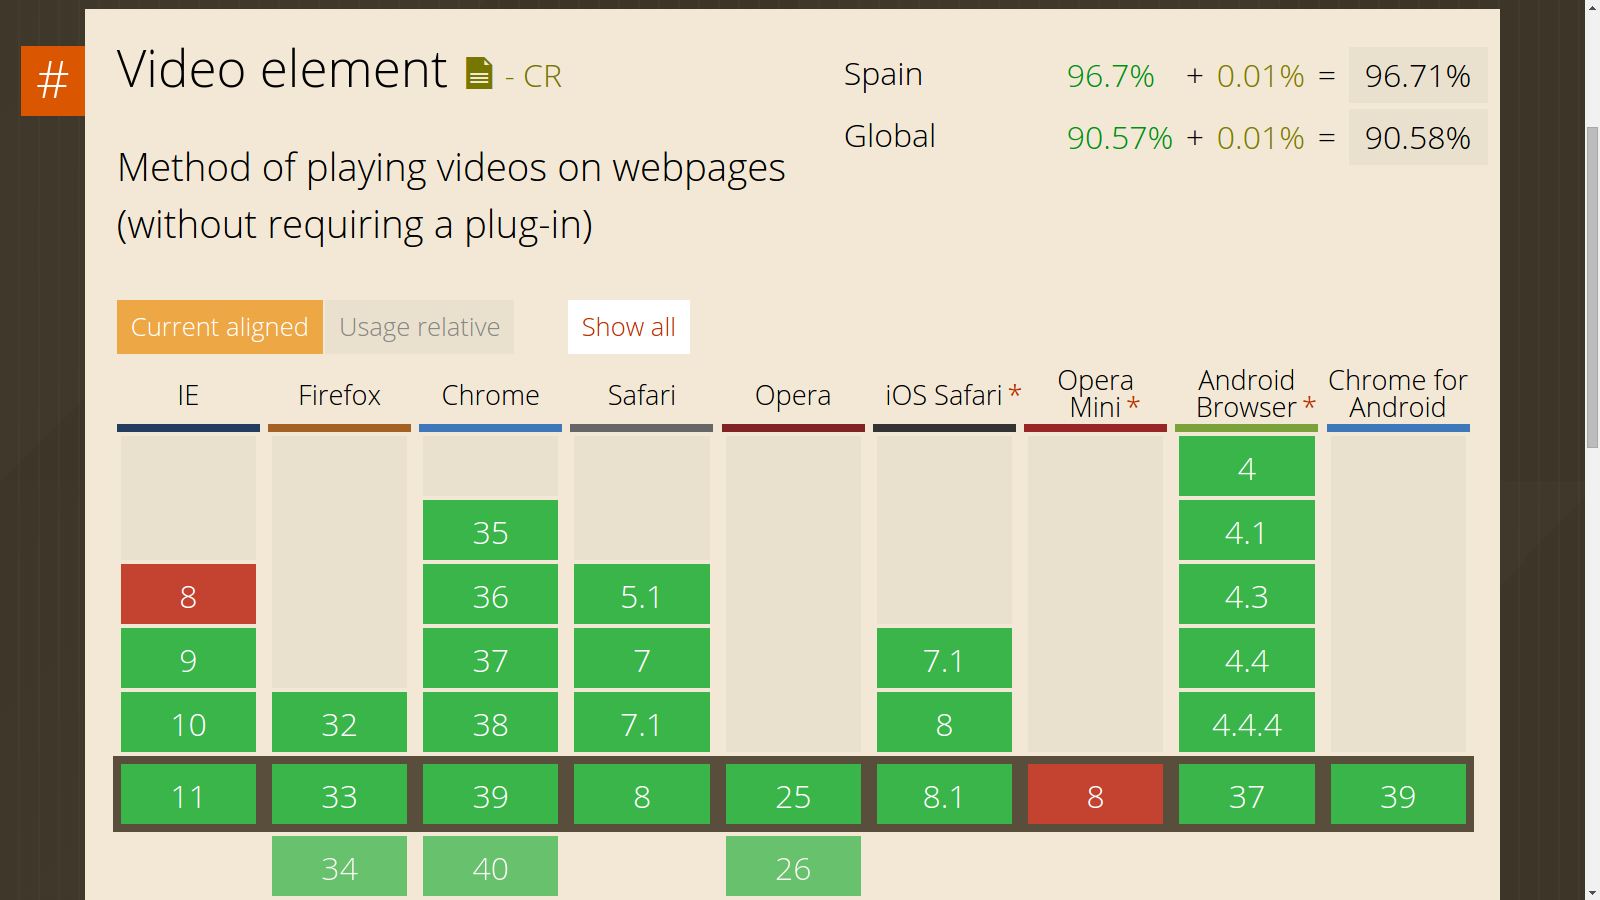 #
Video element - CR
Spain 96.7% + 0.01% = 96.71%
Global 90.57% + 0.01% = 90.58%
Method of playing videos on webpages
(without requiring a plug-in)
Current aligned Usage relative Show all
IE Firefox Chrome Safari Opera iOS Safari * Opera Mini * Android Browser * Chrome for Android
4
35 4.1
8 36 5.1 4.3
9 37 7 7.1 4.4
10 32 38 7.1 8 4.4.4
11 33 39 8 25 8.1 8 37 39
34 40 26